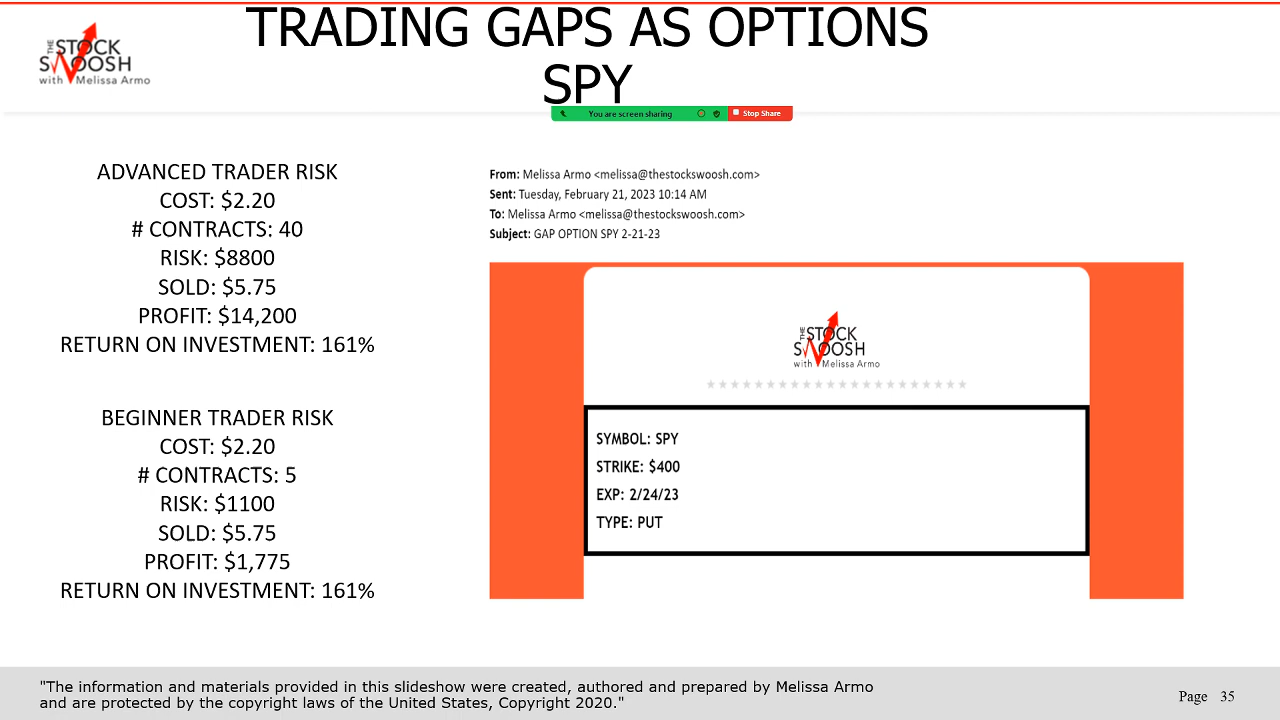 TRADING GAPS AS OPTIONS
SPY
THE
STOCK
SWOOSH
with Melissa Armo
You are screen sharing
Stop Share
ADVANCED TRADER RISK
COST: $2.20
# CONTRACTS: 40
RISK: $8800
SOLD: $5.75
PROFIT: $14,200
RETURN ON INVESTMENT: 161%
BEGINNER TRADER RISK
COST: $2.20
# CONTRACTS: 5
RISK: $1100
SOLD: $5.75
PROFIT: $1,775
RETURN ON INVESTMENT: 161%
From: Melissa Armo <melissa@thestockswoosh.com>
Sent: Tuesday, February 21, 2023 10:14 AM
To: Melissa Armo <melissa@thestockswoosh.com>
Subject: GAP OPTION SPY 2-21-23
THE
STOCK
SWOOSH
with Melissa Armo
SYMBOL: SPY
STRIKE: $400
EXP: 2/24/23
TYPE: PUT
"The information and materials provided in this slideshow were created, authored and prepared by Melissa Armo
and are protected by the copyright laws of the United States, Copyright 2020."
Page 35